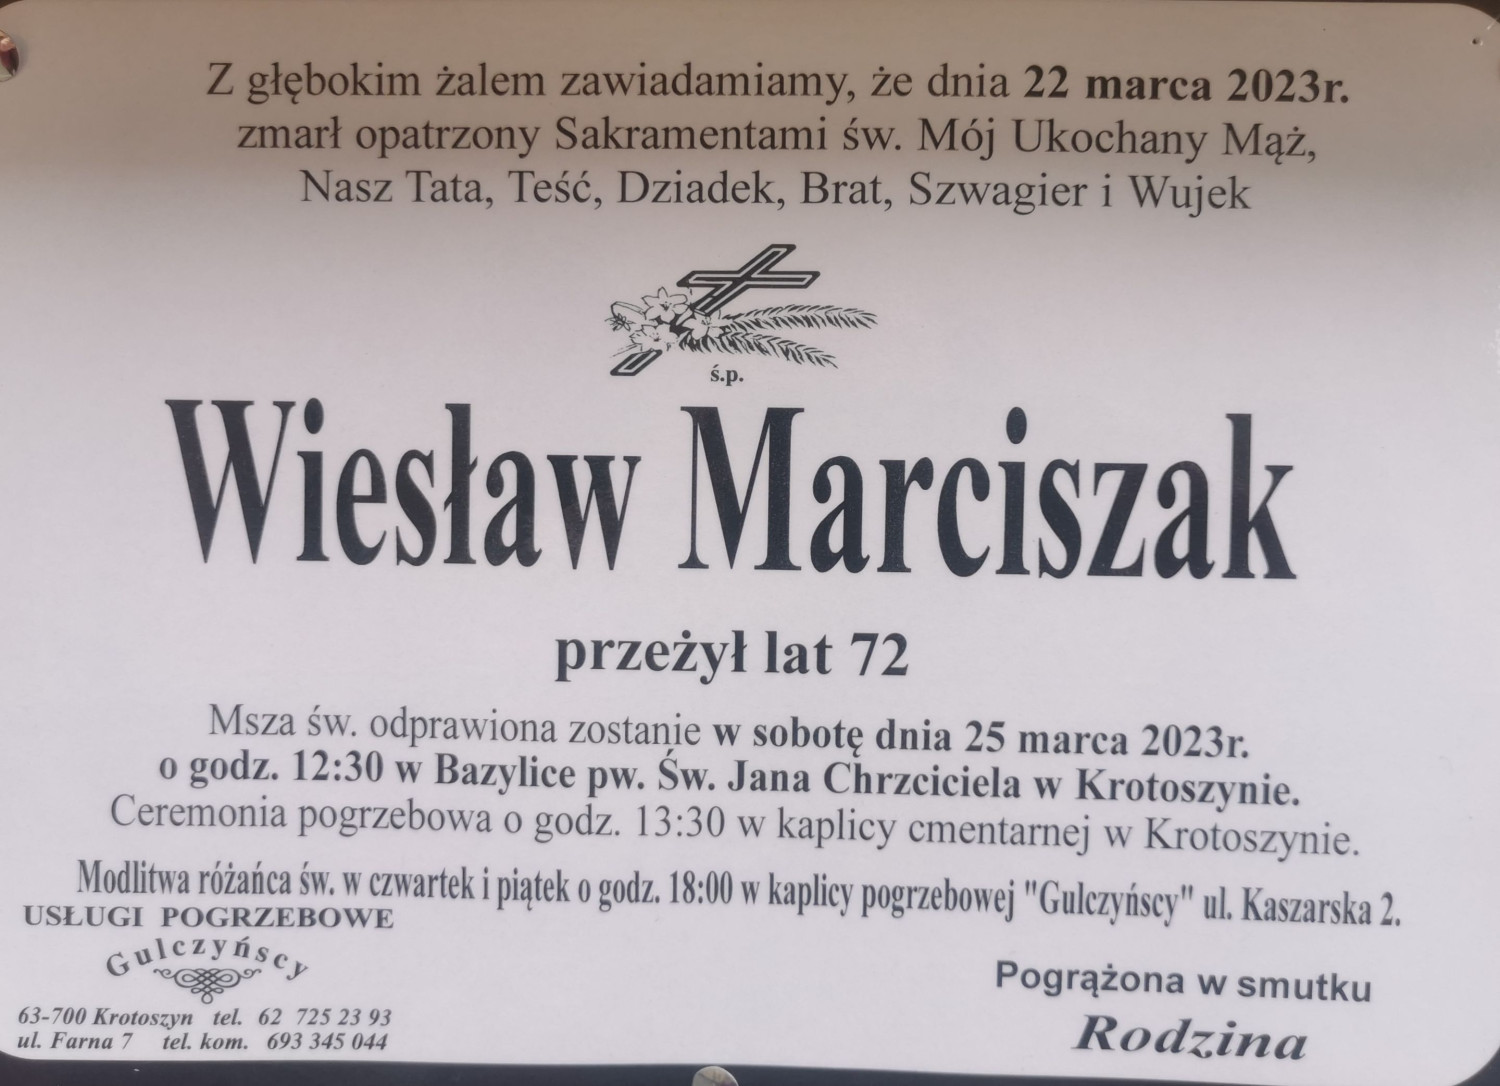 Z głębokim żalem zawiadamiamy, że dnia 22 marca 2023r.
zmarł opatrzony Sakramentami św. Mój Ukochany Mąż,
Nasz Tata, Teść, Dziadek, Brat, Szwagier i Wujek
ś.p.
Wiesław Marciszak
przeżył lat 72
Msza św. odprawiona zostanie w sobotę dnia 25 marca 2023r.
o godz. 12:30 w Bazylice pw. Św. Jana Chrzciciela w Krotoszynie.
Ceremonia pogrzebowa o godz. 13:30 w kaplicy cmentarnej w Krotoszynie.
Modlitwa różańca św. w czwartek i piątek o godz. 18:00 w kaplicy pogrzebowej "Gulczyńscy" ul. Kaszarska 2.
USŁUGI POGRZEBOWE
Gulczyńscy
63-700 Krotoszyn tel. 62 725 23 93
ul. Farna 7 tel. kom. 693 345 044
Pogrążona w smutku
Rodzina